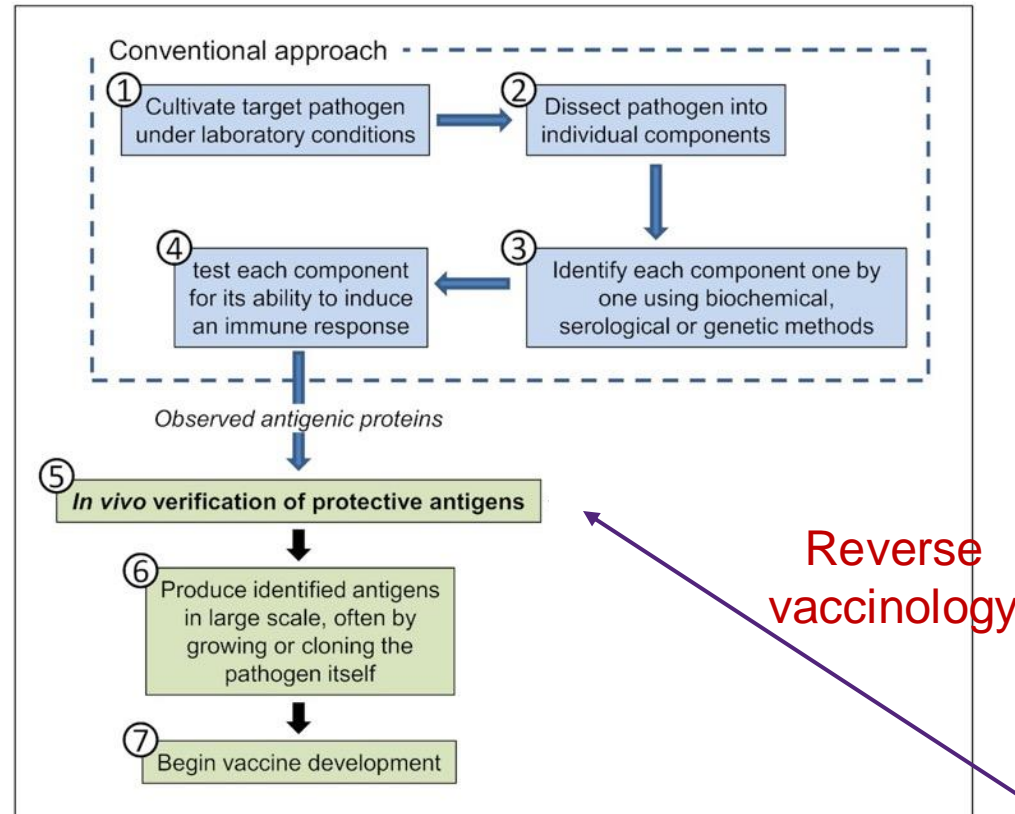 Conventional approach
1
Cultivate target pathogen
under laboratory conditions
2
Dissect pathogen into
individual components
3
Identify each component one by
one using biochemical,
serological or genetic methods
4
test each component
for its ability to induce
an immune response
Observed antigenic proteins
5
In vivo verification of protective antigens
Reverse
vaccinology
6
Produce identified antigens
in large scale, often by
growing or cloning the
pathogen itself
7
Begin vaccine development